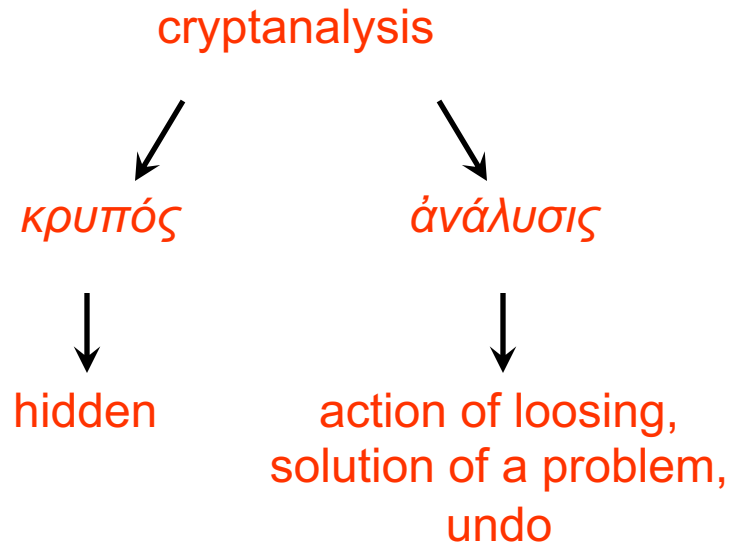 cryptanalysis
κρυπός ἀνάλυσις
hidden action of loosing,
solution of a problem,
undo